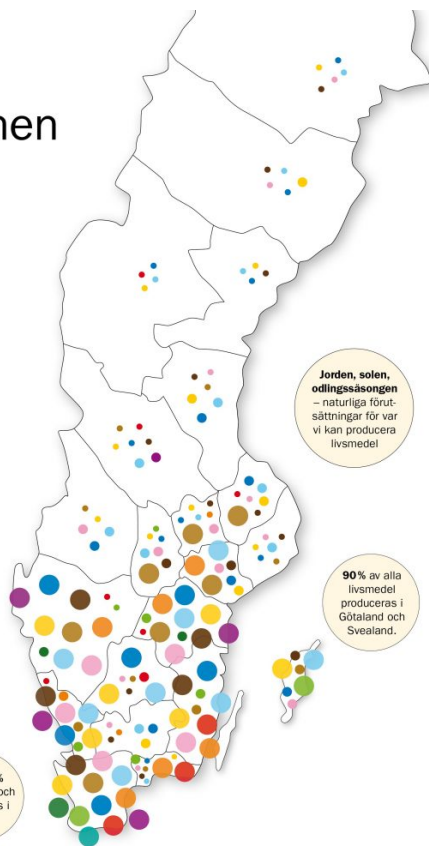 nen
Jorden, solen,
odlingssäsongen
– naturliga förut-
sättningar för var
vi kan producera
livsmedel
90% av alla
livsmedel
produceras i
Götaland och
Svealand.
%
och
s i